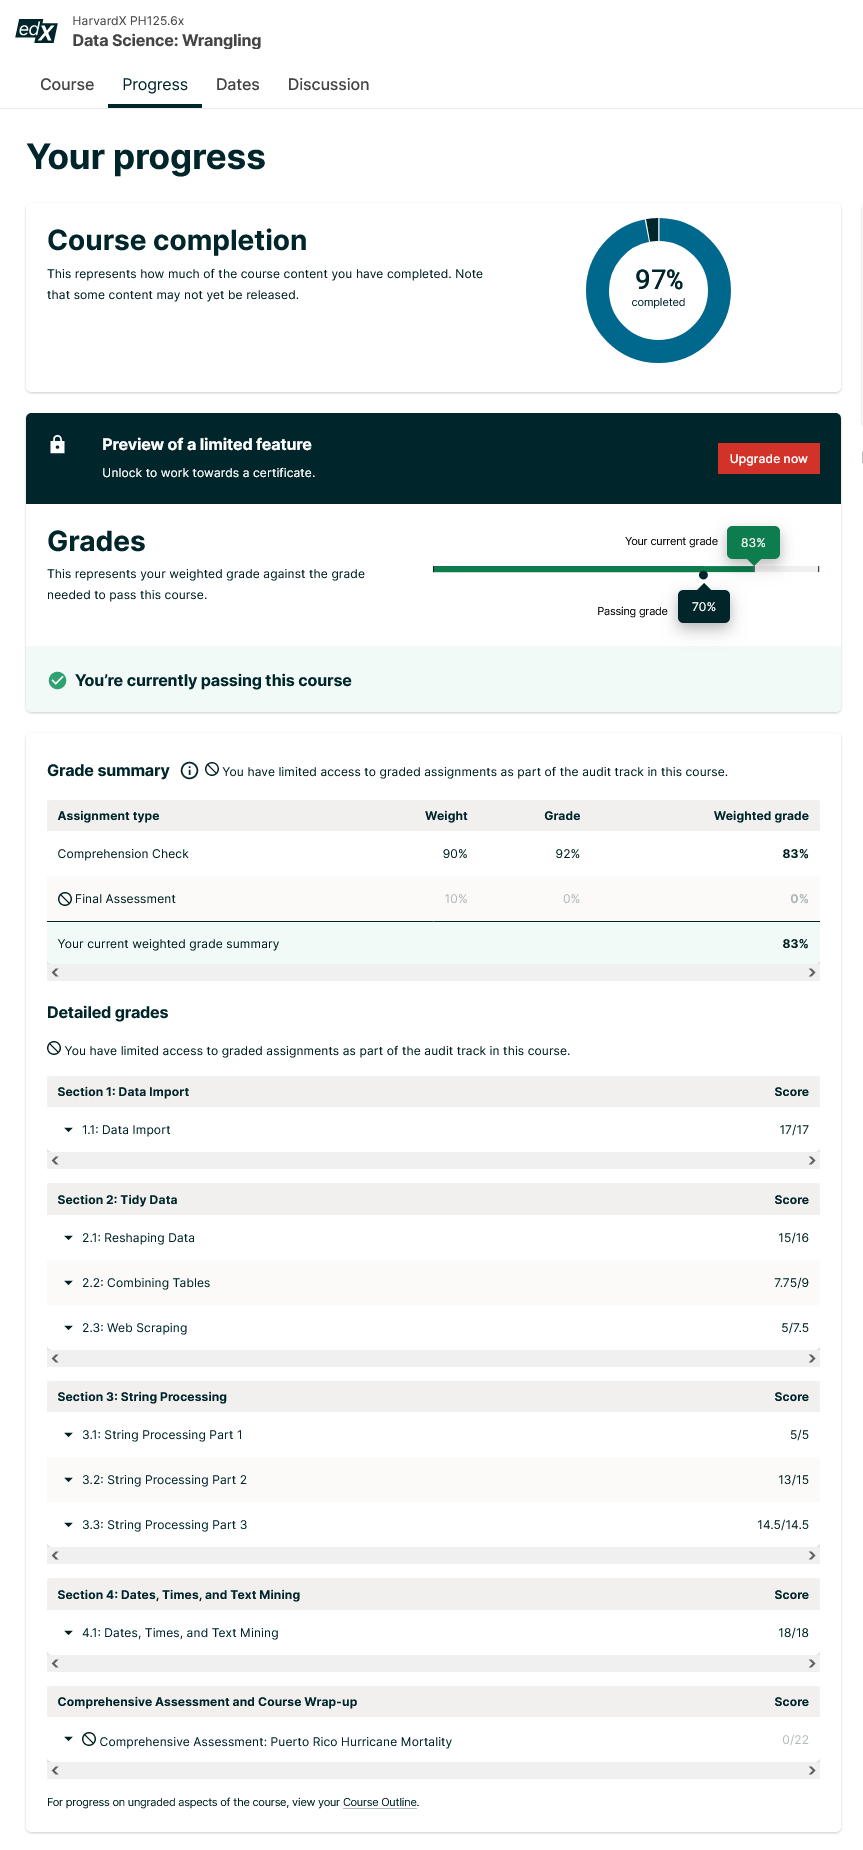 edX
HarvardX PH125.6x
Data Science: Wrangling
Course Progress Dates Discussion
Your progress
Course completion
This represents how much of the course content you have completed. Note
that some content may not yet be released.
97%
completed
Preview of a limited feature
Unlock to work towards a certificate.
Upgrade now
Grades
This represents your weighted grade against the grade
needed to pass this course.
Your current grade 83%
Passing grade 70%
You're currently passing this course
Grade summary You have limited access to graded assignments as part of the audit track in this course.
Assignment type Weight Grade Weighted grade
Comprehension Check 90% 92% 83%
Final Assessment 10% 0% 0%
Your current weighted grade summary 83%
Detailed grades
You have limited access to graded assignments as part of the audit track in this course.
Section 1: Data Import Score
1.1: Data Import 17/17
Section 2: Tidy Data Score
2.1: Reshaping Data 15/16
2.2: Combining Tables 7.75/9
2.3: Web Scraping 5/7.5
Section 3: String Processing Score
3.1: String Processing Part 1 5/5
3.2: String Processing Part 2 13/15
3.3: String Processing Part 3 14.5/14.5
Section 4: Dates, Times, and Text Mining Score
4.1: Dates, Times, and Text Mining 18/18
Comprehensive Assessment and Course Wrap-up Score
Comprehensive Assessment: Puerto Rico Hurricane Mortality 0/22
For progress on ungraded aspects of the course, view your Course Outline.